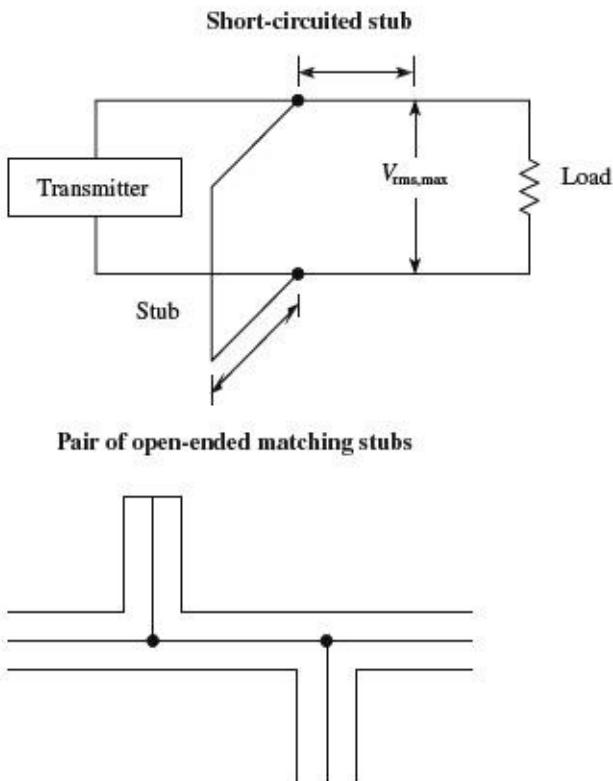 Short-circuited stub
Transmitter
V_rms,max
Load
Stub
Pair of open-ended matching stubs